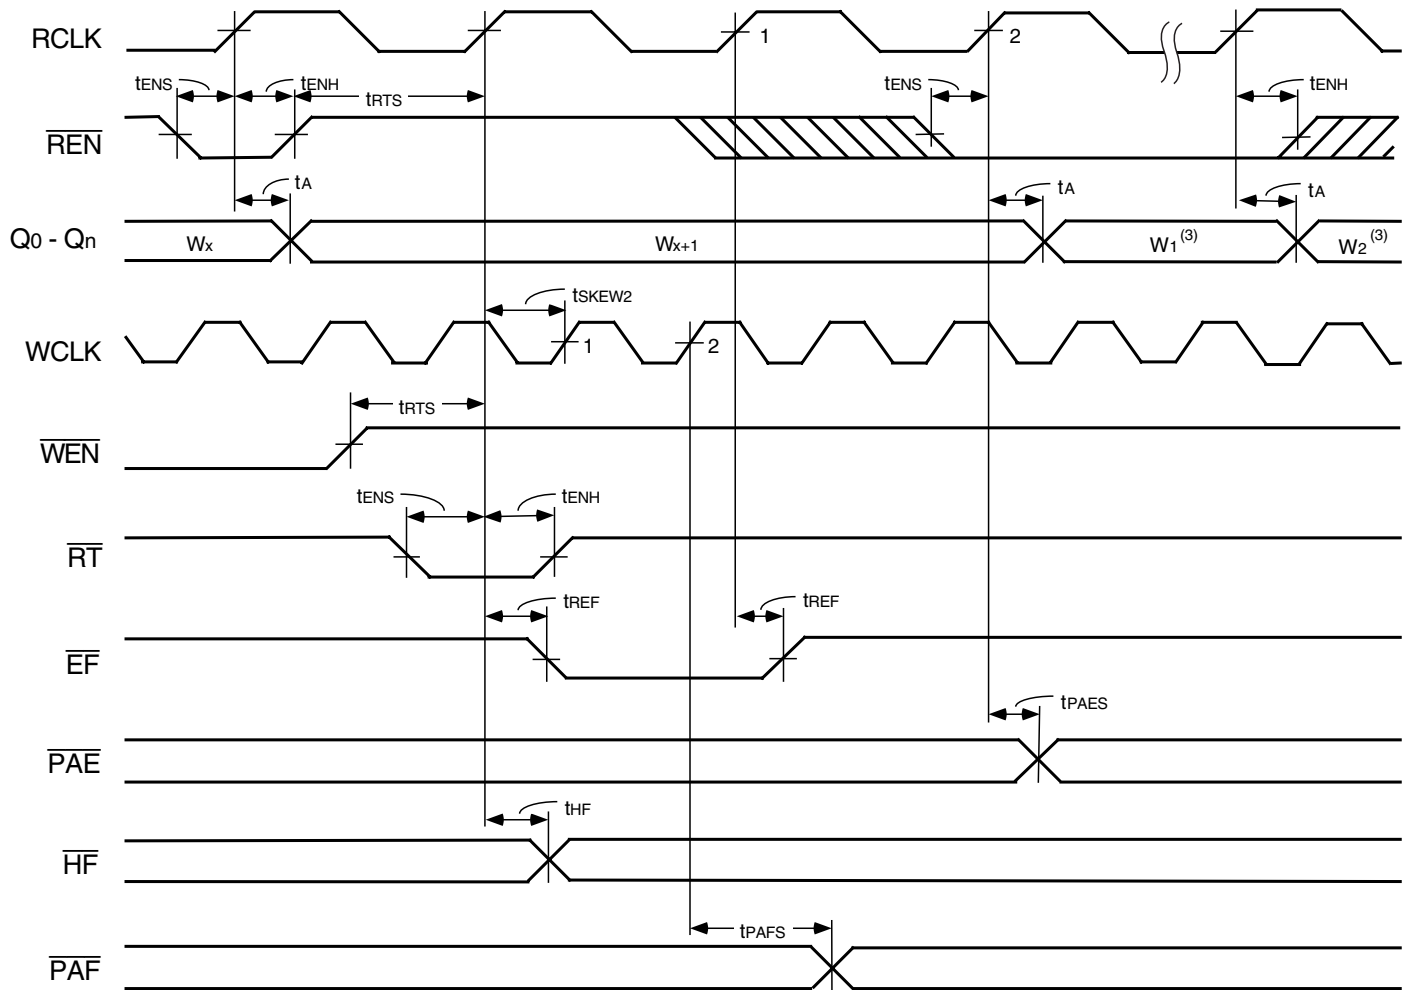 RCLK
1
2
tENS
tENH
tRTS
tENS
tENH
REN
tA
tA
tA
Q0 - Qn
Wx
Wx+1
W1(3)
W2(3)
tSKEW2
WCLK
1
2
tRTS
WEN
tENS
tENH
RT
tREF
tREF
EF
tPAES
PAE
tHF
HF
tPAFS
PAF